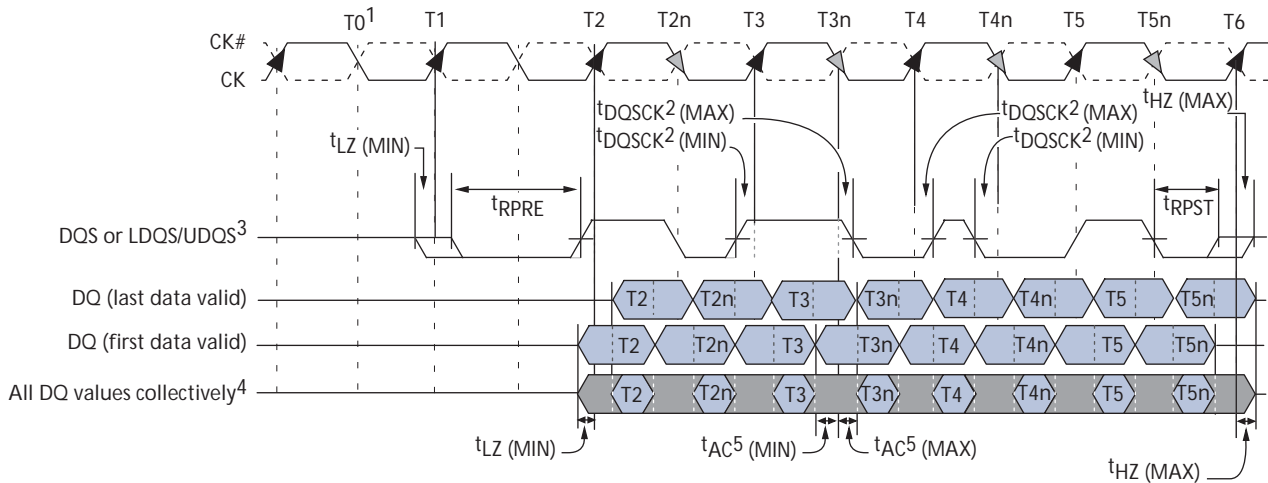 T0¹ T1 T2 T2n T3 T3n T4 T4n T5 T5n T6
CK#
CK
tHZ (MAX)
tDQSCK² (MAX) tDQSCK² (MAX)
tDQSCK² (MIN) tDQSCK² (MIN)
tLZ (MIN)
tRPRE tRPST
DQS or LDQS/UDQS³
DQ (last data valid) T2 T2n T3 T3n T4 T4n T5 T5n
DQ (first data valid) T2 T2n T3 T3n T4 T4n T5 T5n
All DQ values collectively⁴ T2 T2n T3 T3n T4 T4n T5 T5n
tLZ (MIN) tAC⁵ (MIN) tAC⁵ (MAX)
tHZ (MAX)